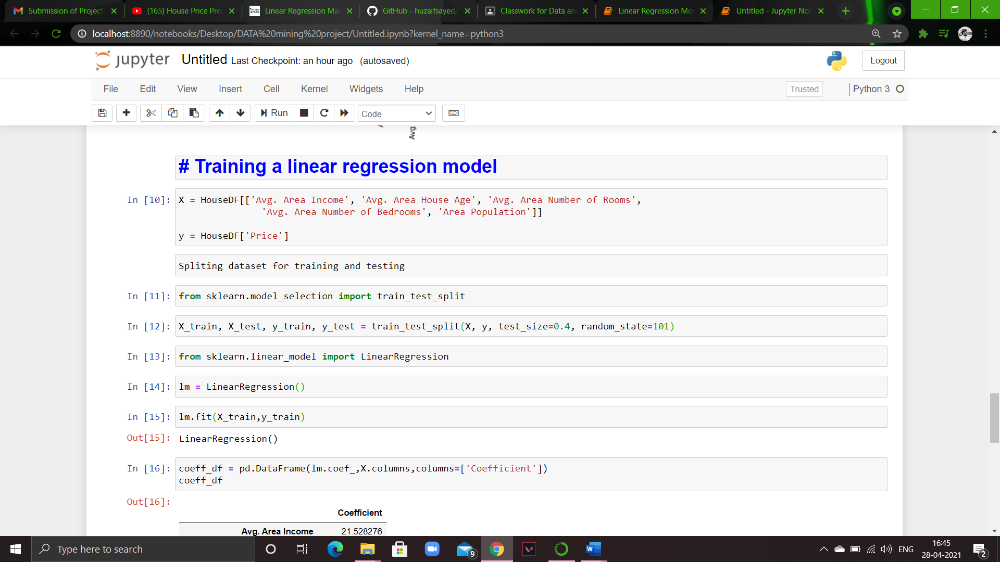 Submission of Project
(165) House Price Pre
Linear Regression Ma
GitHub - huzaifsayed/
Classwork for Data an
Linear Regression Mo
Untitled - Jupyter Not
localhost:8890/notebooks/Desktop/DATA%20mining%20project/Untitled.ipynb?kernel_name=python3
jupyter Untitled Last Checkpoint: an hour ago (autosaved)
Logout
File Edit View Insert Cell Kernel Widgets Help
Trusted
Python 3
Run
Code
Avg.
# Training a linear regression model
In [10]: X = HouseDF[['Avg. Area Income', 'Avg. Area House Age', 'Avg. Area Number of Rooms',
'Avg. Area Number of Bedrooms', 'Area Population']]
y = HouseDF['Price']
Spliting dataset for training and testing
In [11]: from sklearn.model_selection import train_test_split
In [12]: X_train, X_test, y_train, y_test = train_test_split(X, y, test_size=0.4, random_state=101)
In [13]: from sklearn.linear_model import LinearRegression
In [14]: lm = LinearRegression()
In [15]: lm.fit(X_train,y_train)
Out[15]: LinearRegression()
In [16]: coeff_df = pd.DataFrame(lm.coef_,X.columns,columns=['Coefficient'])
coeff_df
Out[16]:
Coefficient
Avg. Area Income 21.528276
Type here to search
9
ENG
16:45
28-04-2021
2